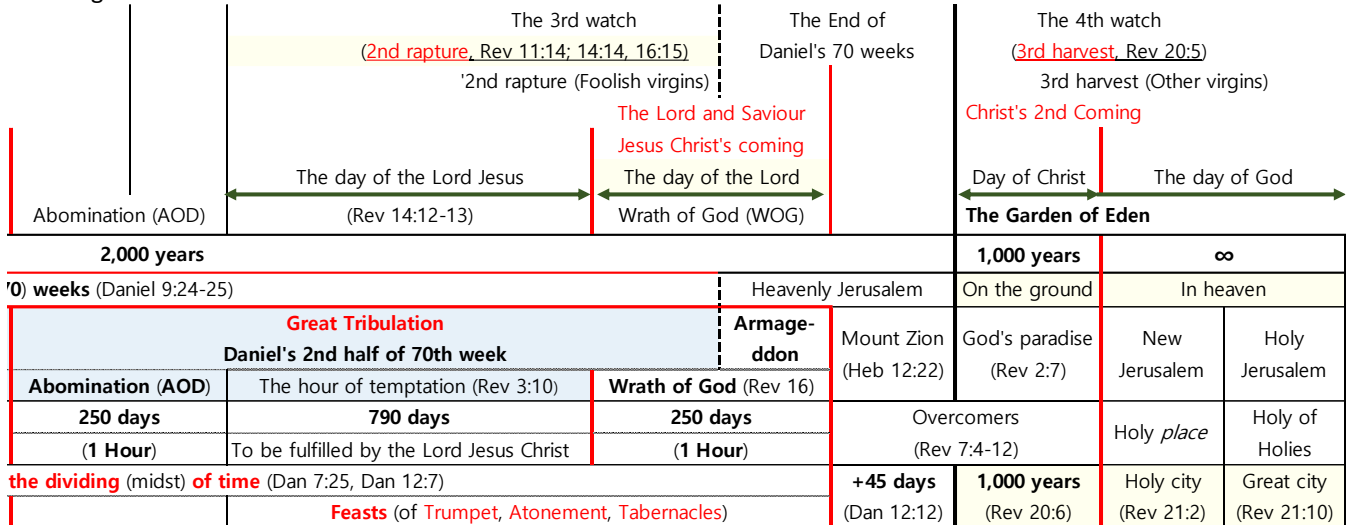 The 3rd watch The End of The 4th watch
(2nd rapture, Rev 11:14; 14:14, 16:15) Daniel's 70 weeks (3rd harvest, Rev 20:5)
'2nd rapture (Foolish virgins) 3rd harvest (Other virgins)
The Lord and Saviour Christ's 2nd Coming
Jesus Christ's coming
The day of the Lord Jesus The day of the Lord Day of Christ The day of God
Abomination (AOD) (Rev 14:12-13) Wrath of God (WOG) The Garden of Eden
2,000 years 1,000 years ∞
70) weeks (Daniel 9:24-25) Heavenly Jerusalem On the ground In heaven
Great Tribulation
Daniel's 2nd half of 70th week
Armage-
ddon
Mount Zion
(Heb 12:22)
God's paradise
(Rev 2:7)
New
Jerusalem
Holy
Jerusalem
Abomination (AOD) The hour of temptation (Rev 3:10) Wrath of God (Rev 16)
250 days 790 days 250 days
(1 Hour) To be fulfilled by the Lord Jesus Christ (1 Hour)
Overcomers
(Rev 7:4-12)
Holy place
Holy of
Holies
the dividing (midst) of time (Dan 7:25, Dan 12:7)
Feasts (of Trumpet, Atonement, Tabernacles)
+45 days
(Dan 12:12)
1,000 years
(Rev 20:6)
Holy city
(Rev 21:2)
Great city
(Rev 21:10)